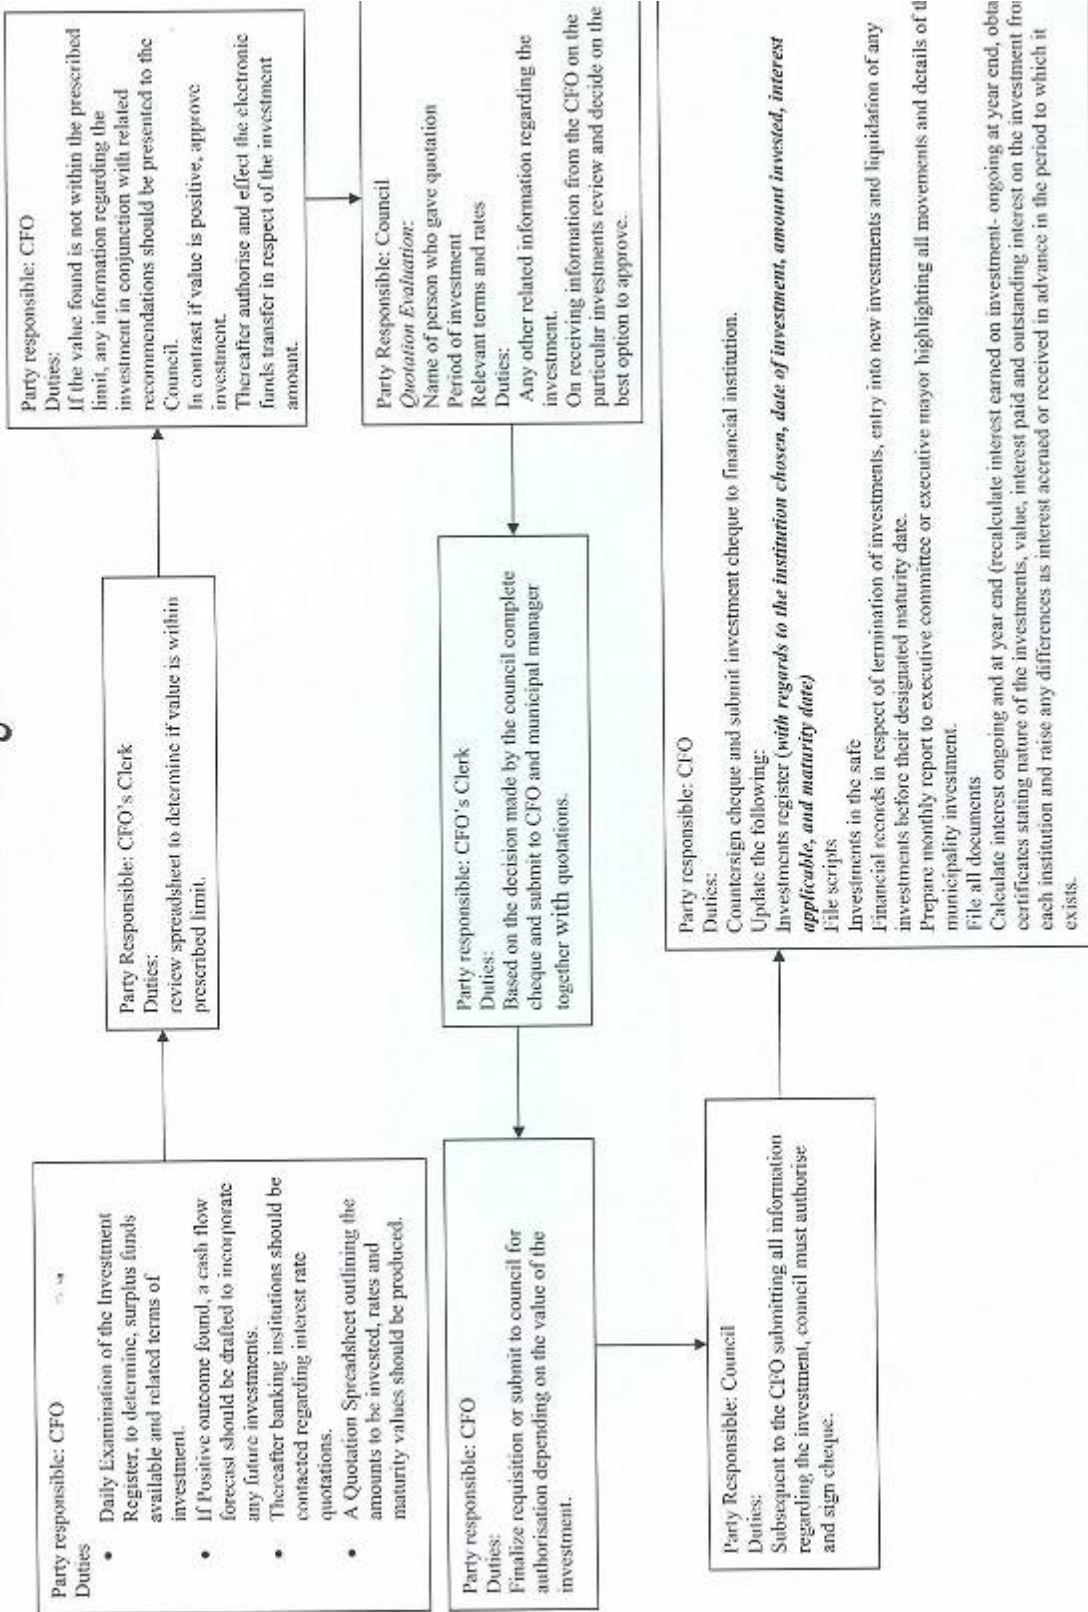 Party responsible: CFO
Duties
• Daily Examination of the Investment
Register, to determine, surplus funds
available and related terms of
investment.
• If Positive outcome found, a cash flow
forecast should be drafted to incorporate
any future investments.
• Thereafter banking institutions should be
contacted regarding interest rate
quotations.
• A Quotation Spreadsheet outlining the
amounts to be invested, rates and
maturity values should be produced.
Party Responsible: CFO's Clerk
Duties:
review spreadsheet to determine if value is within
prescribed limit.
Party responsible: CFO
Duties:
If the value found is not within the prescribed
limit, any information regarding the
investment in conjunction with related
recommendations should be presented to the
Council.
In contrast if value is positive, approve
investment.
Thereafter authorise and effect the electronic
funds transfer in respect of the investment
amount.
Party Responsible: Council
Quotation Evaluation:
Name of person who gave quotation
Period of investment
Relevant terms and rates
Duties:
Any other related information regarding the
investment.
On receiving information from the CFO on the
particular investments review and decide on the
best option to approve.
Party responsible: CFO's Clerk
Duties:
Based on the decision made by the council complete
cheque and submit to CFO and municipal manager
together with quotations.
Party responsible: CFO
Duties:
Finalize requisition or submit to council for
authorisation depending on the value of the
investment.
Party Responsible: Council
Duties:
Subsequent to the CFO submitting all information
regarding the investment, council must authorise
and sign cheque.
Party responsible: CFO
Duties:
Countersign cheque and submit investment cheque to financial institution.
Update the following:
Investments register (with regards to the institution chosen, date of investment, amount invested, interest
applicable, and maturity date)
File scripts
Investments in the safe
Financial records in respect of termination of investments, entry into new investments and liquidation of any
investments before their designated maturity date.
Prepare monthly report to executive committee or executive mayor highlighting all movements and details of
municipality investment.
File all documents
Calculate interest ongoing and at year end (recalculate interest earned on investment- ongoing at year end,
certificates stating nature of the investments, value, interest paid and outstanding interest on the investment
each institution and raise any differences as interest accrued or received in advance in the period to which it
exists.